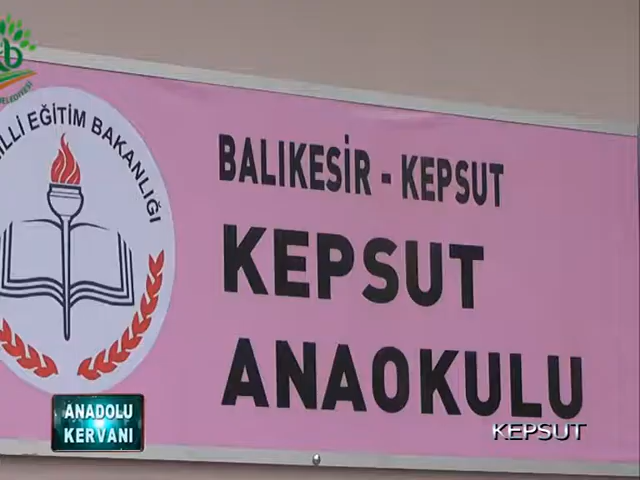 BALIKESİR - KEPSUT
KEPSUT
ANAOKULU
MİLLİ EĞİTİM BAKANLIĞI
ANADOLU
KERVANI
KEPSUT